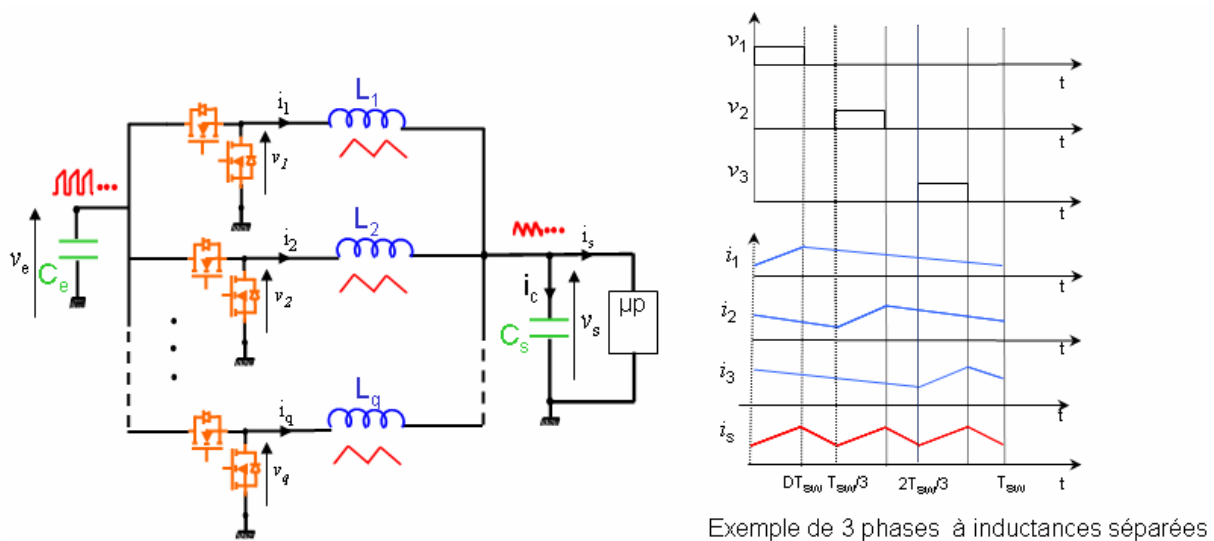 L1
i1
v1
•••
ve
Ce
L2
i2
v2
•••
is
ic
vs
Cs
µp
Lq
iq
vq
v1
t
v2
t
v3
t
i1
t
i2
t
i3
t
is
DTsw Tsw/3 2Tsw/3 Tsw t
Exemple de 3 phases à inductances séparées